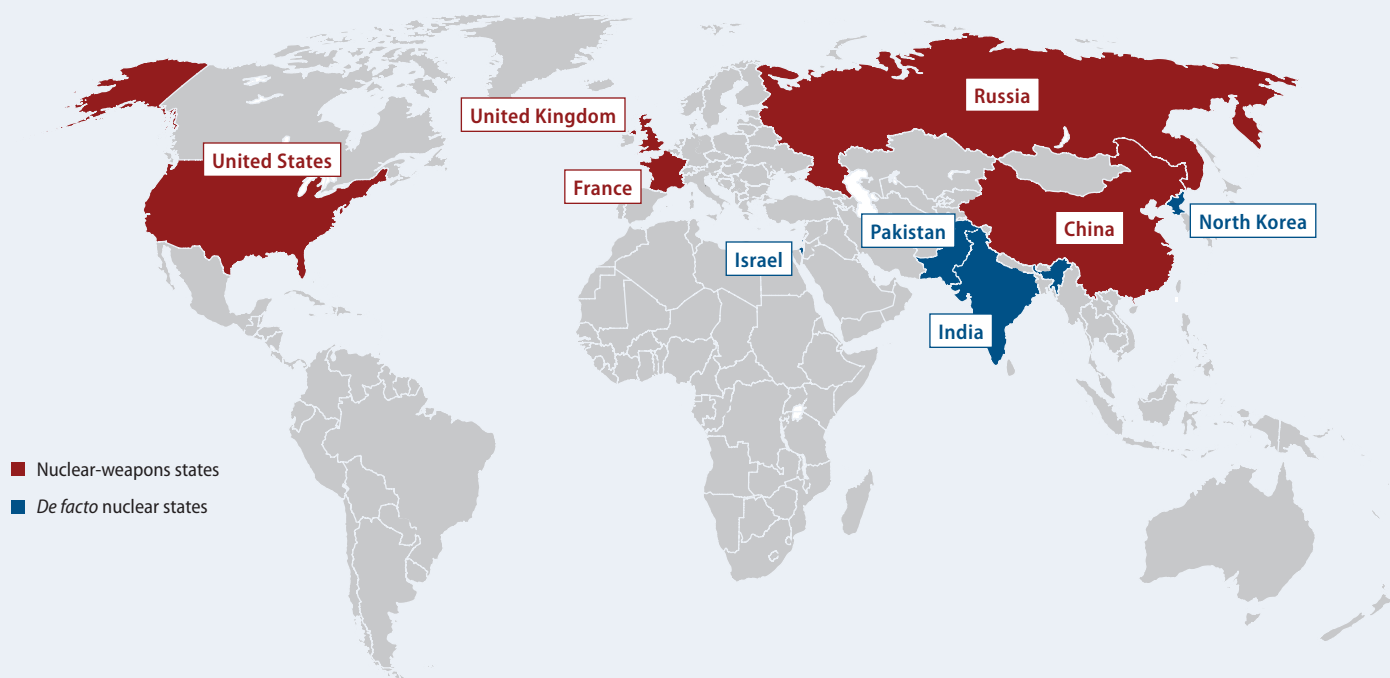 United Kingdom
Russia
United States
France
North Korea
Pakistan
China
Israel
India
Nuclear-weapons states
De facto nuclear states